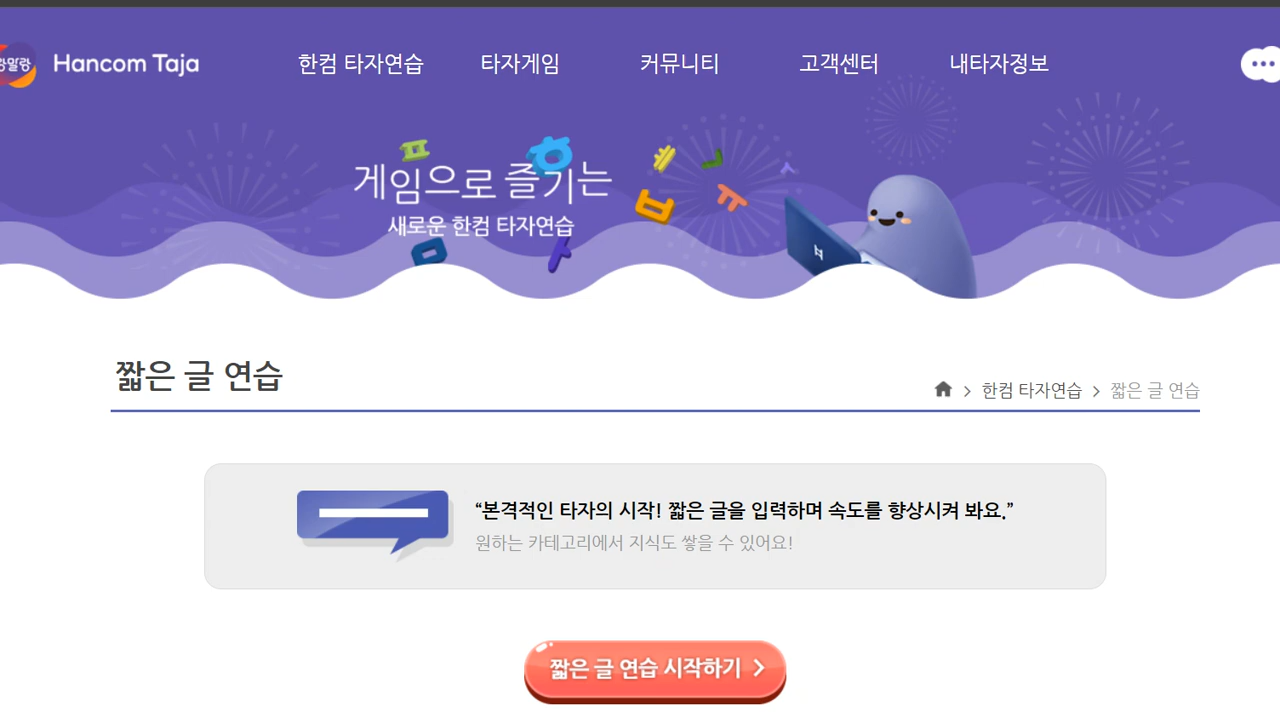 Hancom Taja
한컴 타자연습
타자게임
커뮤니티
고객센터
내타자정보
게임으로 즐기는
새로운 한컴 타자연습
짧은 글 연습
한컴 타자연습 > 짧은 글 연습
“본격적인 타자의 시작! 짧은 글을 입력하며 속도를 향상시켜 봐요.”
원하는 카테고리에서 지식도 쌓을 수 있어요!
짧은 글 연습 시작하기 >